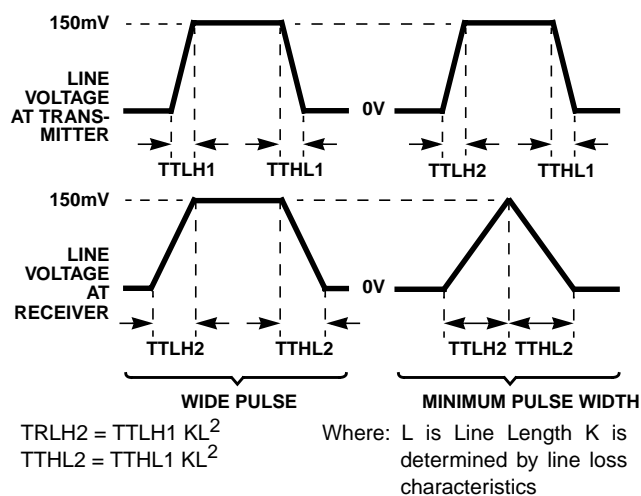 150mV
LINE
VOLTAGE
AT TRANS-
MITTER
0V
TTLH1 TTHL1 TTLH2 TTHL1
150mV
LINE
VOLTAGE
AT
RECEIVER
0V
TTLH2 TTHL2 TTLH2 TTHL2
WIDE PULSE MINIMUM PULSE WIDTH
TRLH2 = TTLH1 KL²
TTHL2 = TTHL1 KL²
Where: L is Line Length K is
determined by line loss
characteristics